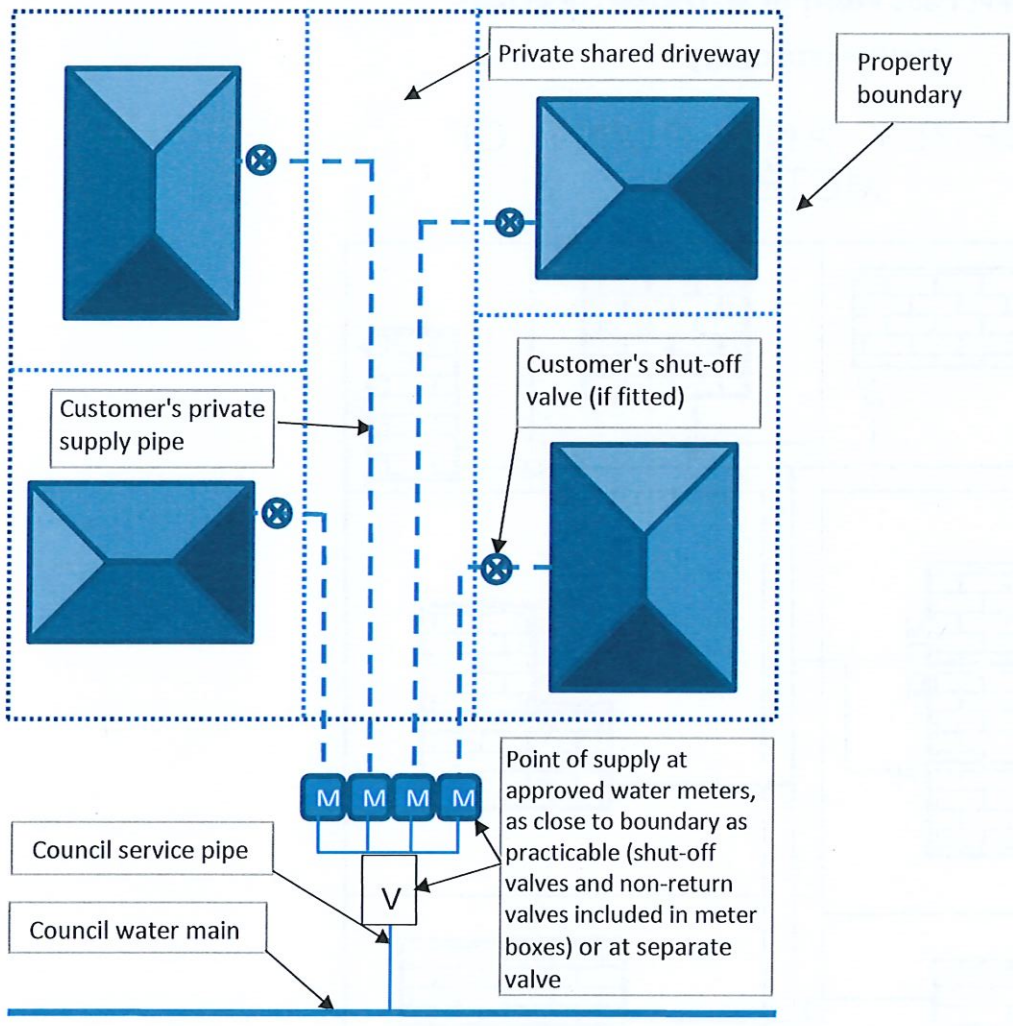 Private shared driveway
Property
boundary
Customer's shut-off
valve (if fitted)
Customer's private
supply pipe
Point of supply at
approved water meters,
as close to boundary as
practicable (shut-off
valves and non-return
valves included in meter
boxes) or at separate
valve
M M M M
Council service pipe
V
Council water main